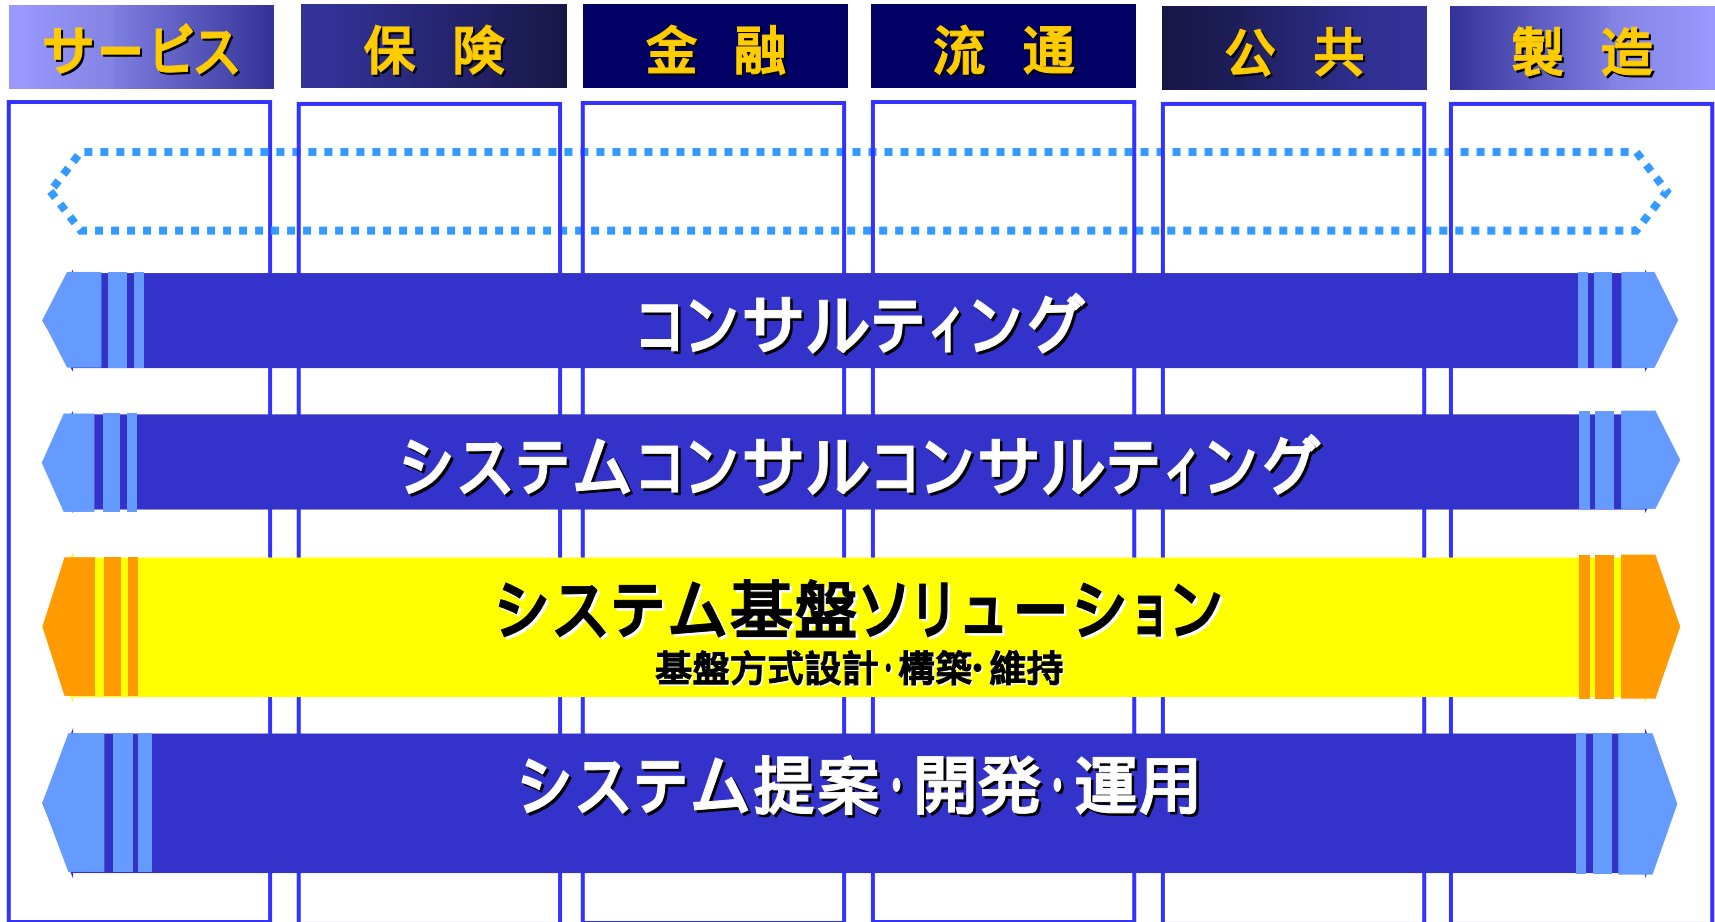 サービス
保 険
金 融
流 通
公 共
製 造
コンサルティング
システムコンサルコンサルティング
システム基盤ソリューション
基盤方式設計・構築・維持
システム提案・開発・運用